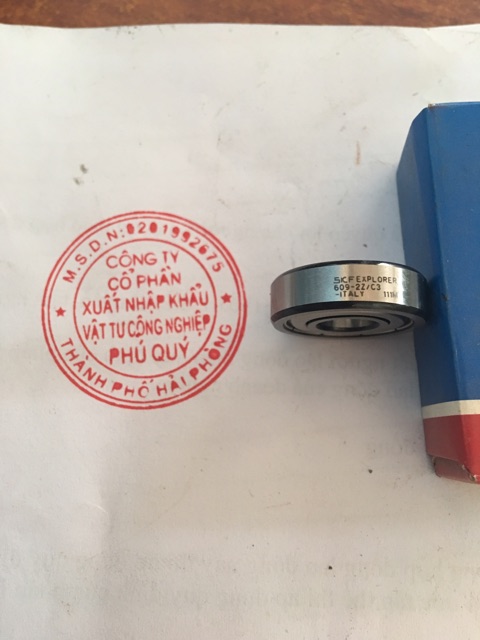 M.S.D.N:0201992675
CÔNG TY
CỔ PHẦN
XUẤT NHẬP KHẨU
VẬT TƯ CÔNG NGHIỆP
PHÚ QUÝ
THÀNH PHỐ HẢI PHÒNG
SKF EXPLORER
609-2Z/C3
-ITALY